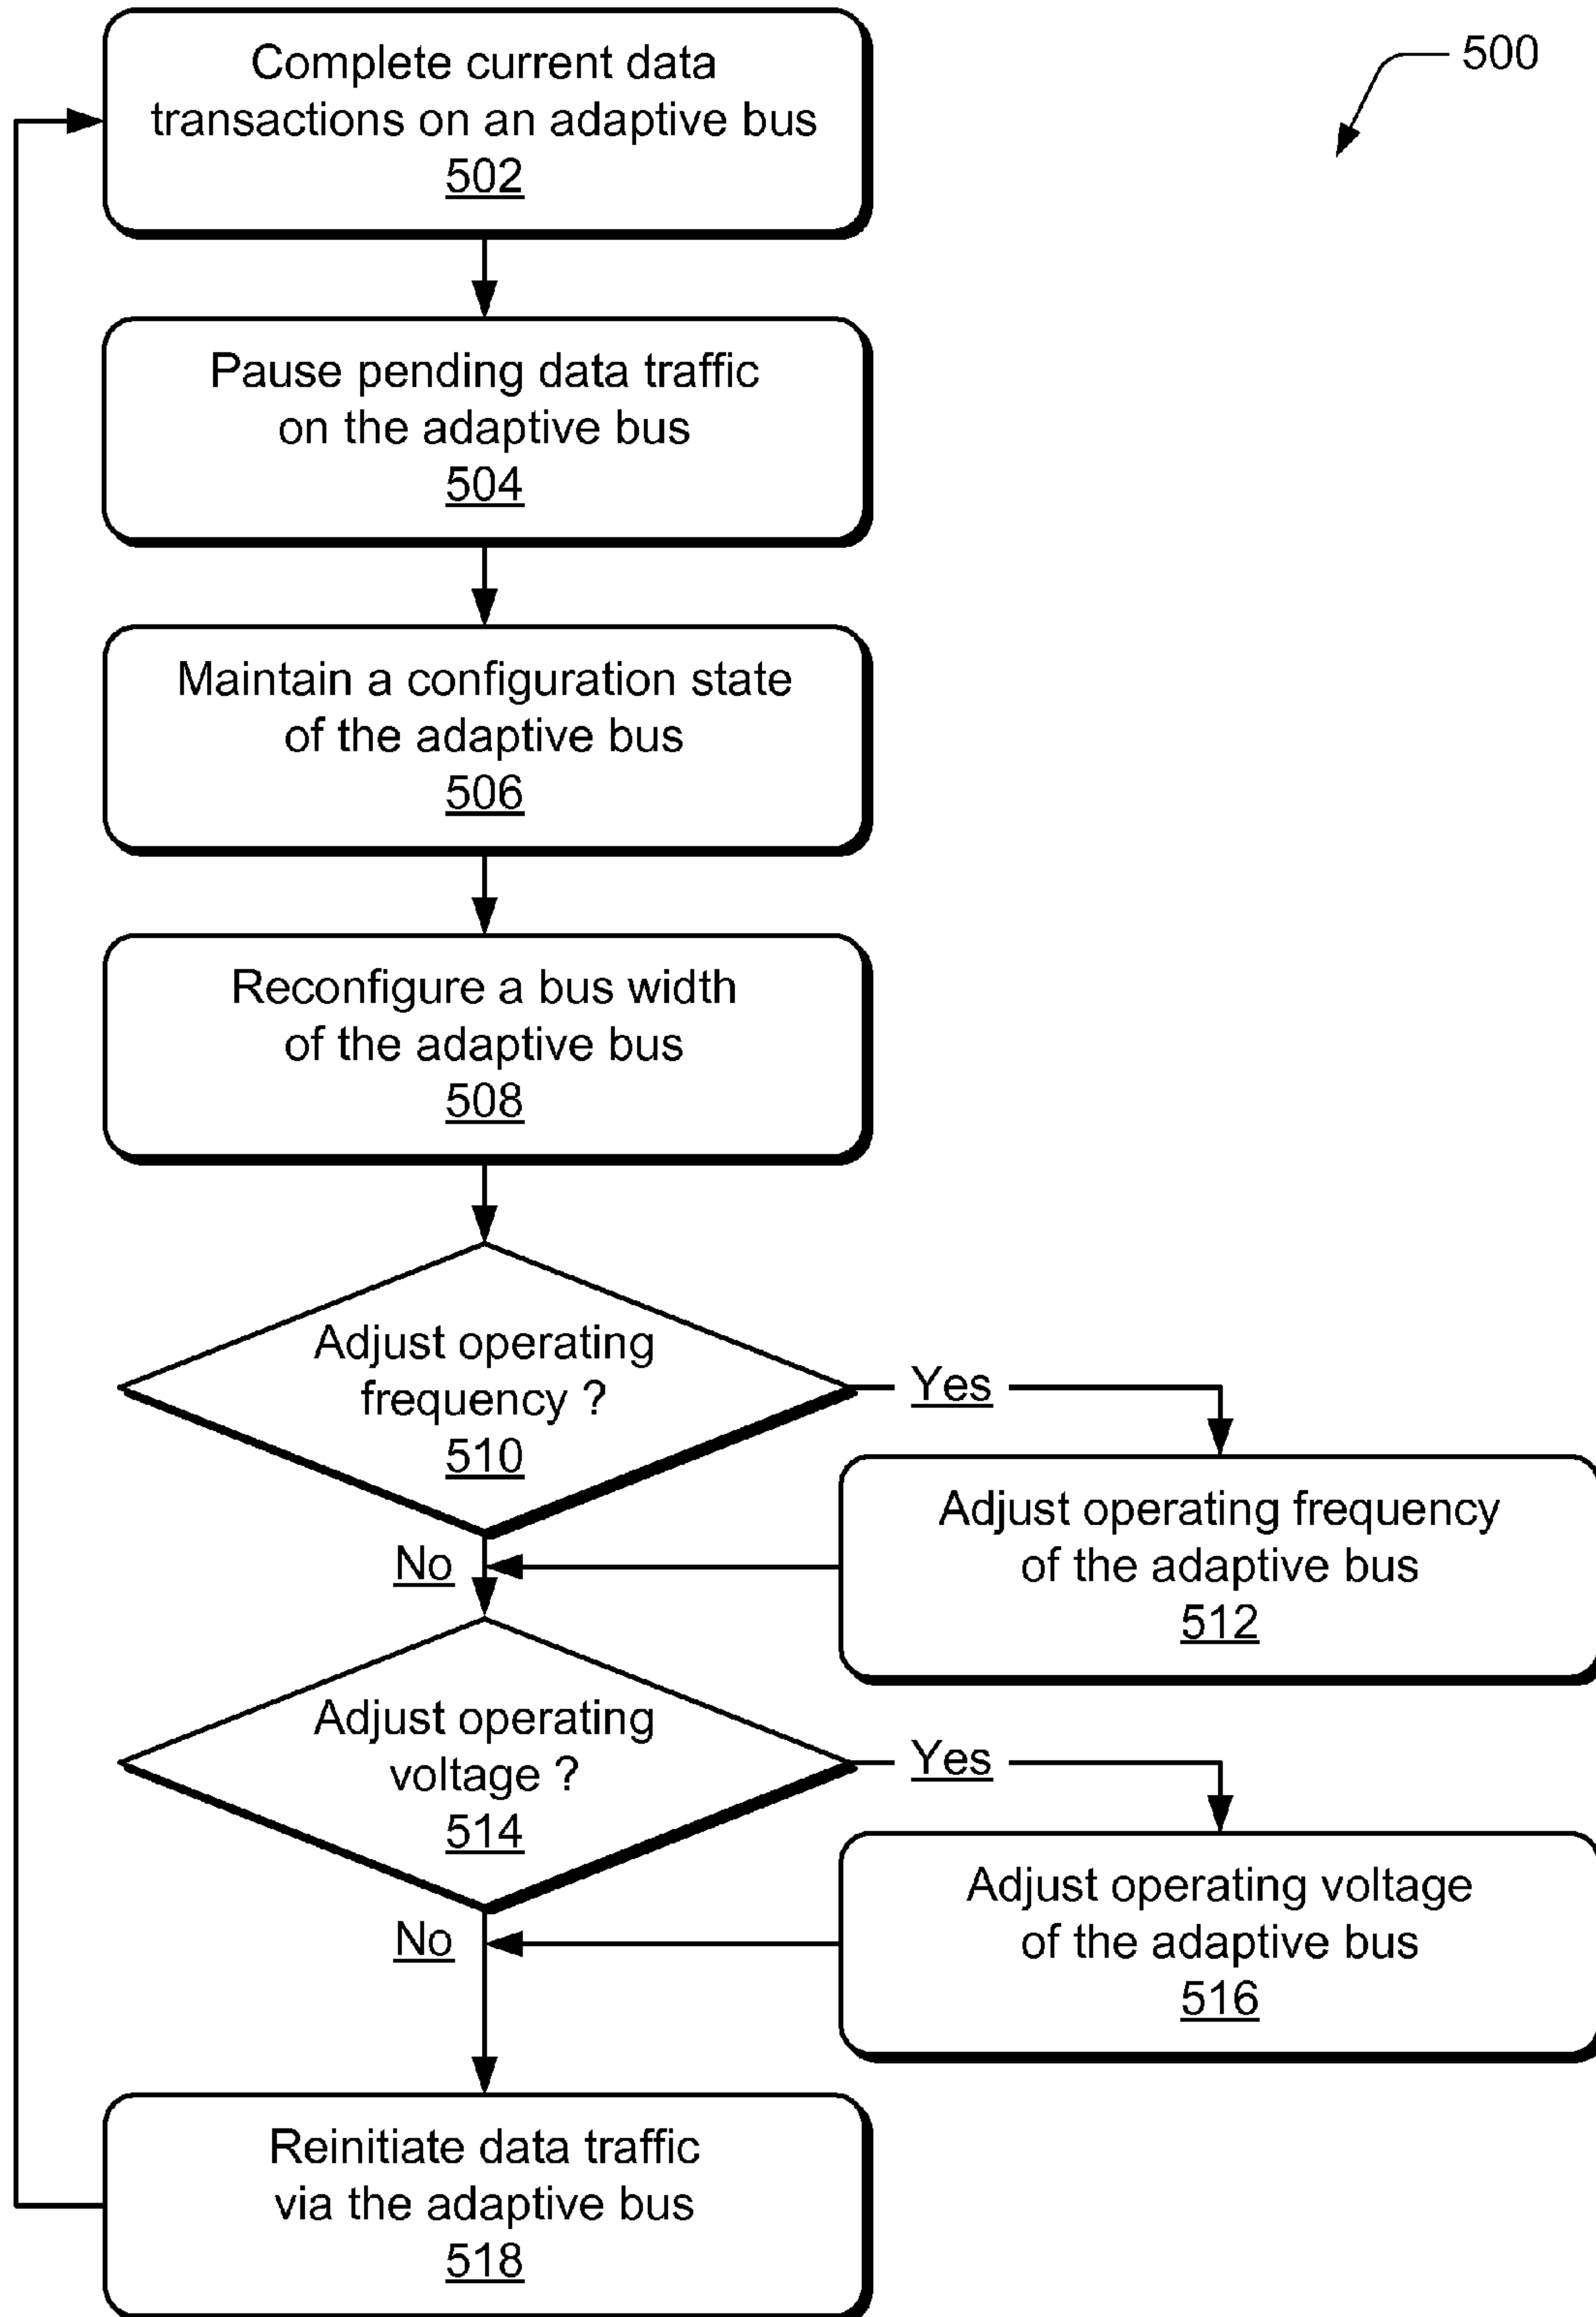 500
Complete current data
transactions on an adaptive bus
502
Pause pending data traffic
on the adaptive bus
504
Maintain a configuration state
of the adaptive bus
506
Reconfigure a bus width
of the adaptive bus
508
Adjust operating
frequency ?
510
Yes
No
Adjust operating frequency
of the adaptive bus
512
Adjust operating
voltage ?
514
Yes
No
Adjust operating voltage
of the adaptive bus
516
Reinitiate data traffic
via the adaptive bus
518